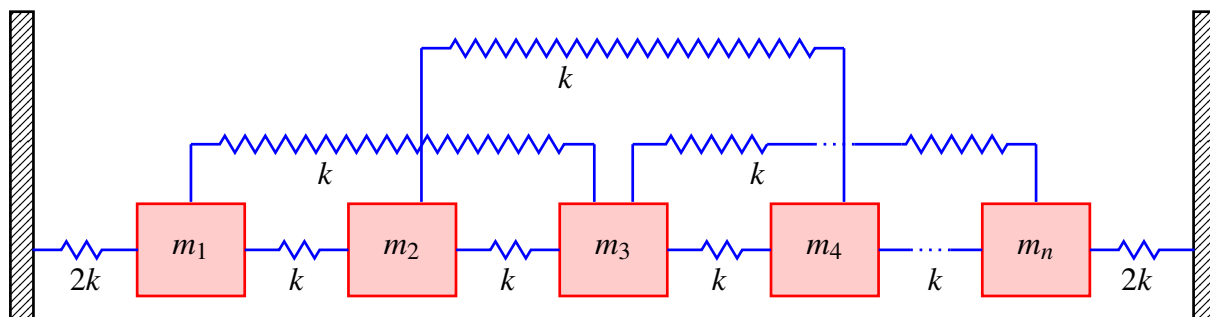 k
k k
m₁ m₂ m₃ m₄ mₙ
2k k k k k 2k